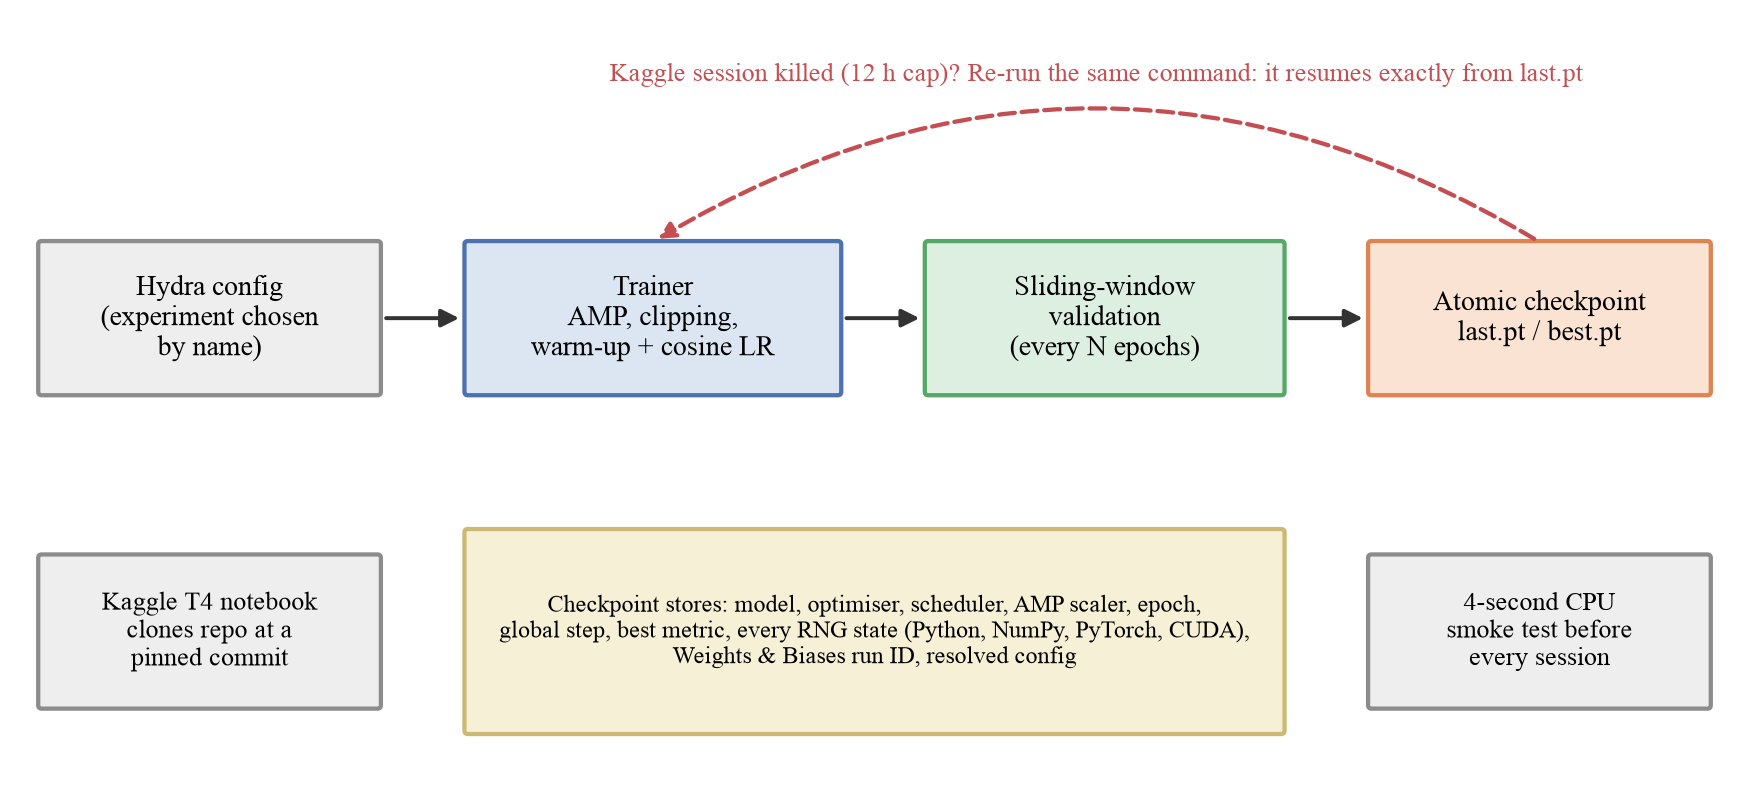 Kaggle session killed (12 h cap)? Re-run the same command: it resumes exactly from last.pt
Hydra config
(experiment chosen
by name)
Trainer
AMP, clipping,
warm-up + cosine LR
Sliding-window
validation
(every N epochs)
Atomic checkpoint
last.pt / best.pt
Kaggle T4 notebook
clones repo at a
pinned commit
Checkpoint stores: model, optimiser, scheduler, AMP scaler, epoch,
global step, best metric, every RNG state (Python, NumPy, PyTorch, CUDA),
Weights & Biases run ID, resolved config
4-second CPU
smoke test before
every session